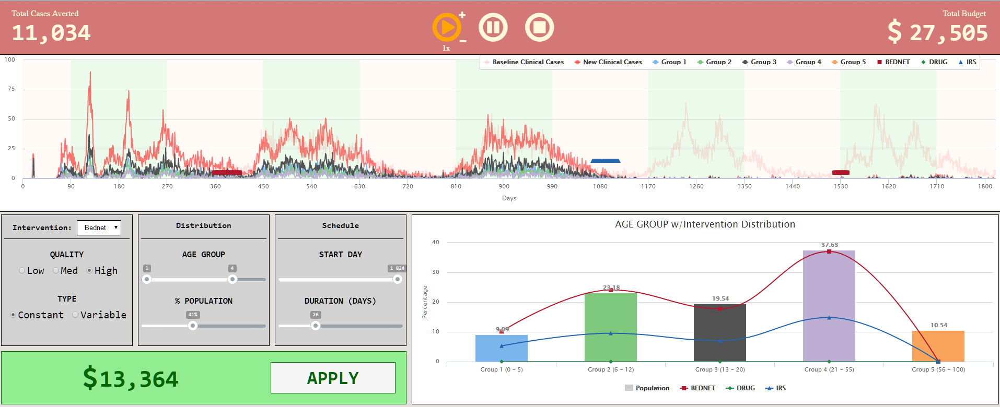 Total Cases Averted
11,034
+
−
1x
Total Budget
$ 27,505
Baseline Clinical Cases New Clinical Cases Group 1 Group 2 Group 3 Group 4 Group 5 BEDNET DRUG IRS
100
75
50
25
0
0 90 180 270 360 450 540 630 720 810 900 990 1080 1170 1260 1350 1440 1530 1620 1710 1800
Days
Intervention: Bednet
QUALITY
Low Med High
TYPE
Constant Variable
Distribution
AGE GROUP
1 4
% POPULATION
41%
Schedule
START DAY
1 824
DURATION (DAYS)
26
$13,364
APPLY
AGE GROUP w/Intervention Distribution
Percentage
40
30
20
10
0
9.09
23.18
19.54
37.63
10.54
Group 1 (0 – 5) Group 2 (6 – 12) Group 3 (13 – 20) Group 4 (21 – 55) Group 5 (56 – 100)
Population BEDNET DRUG IRS